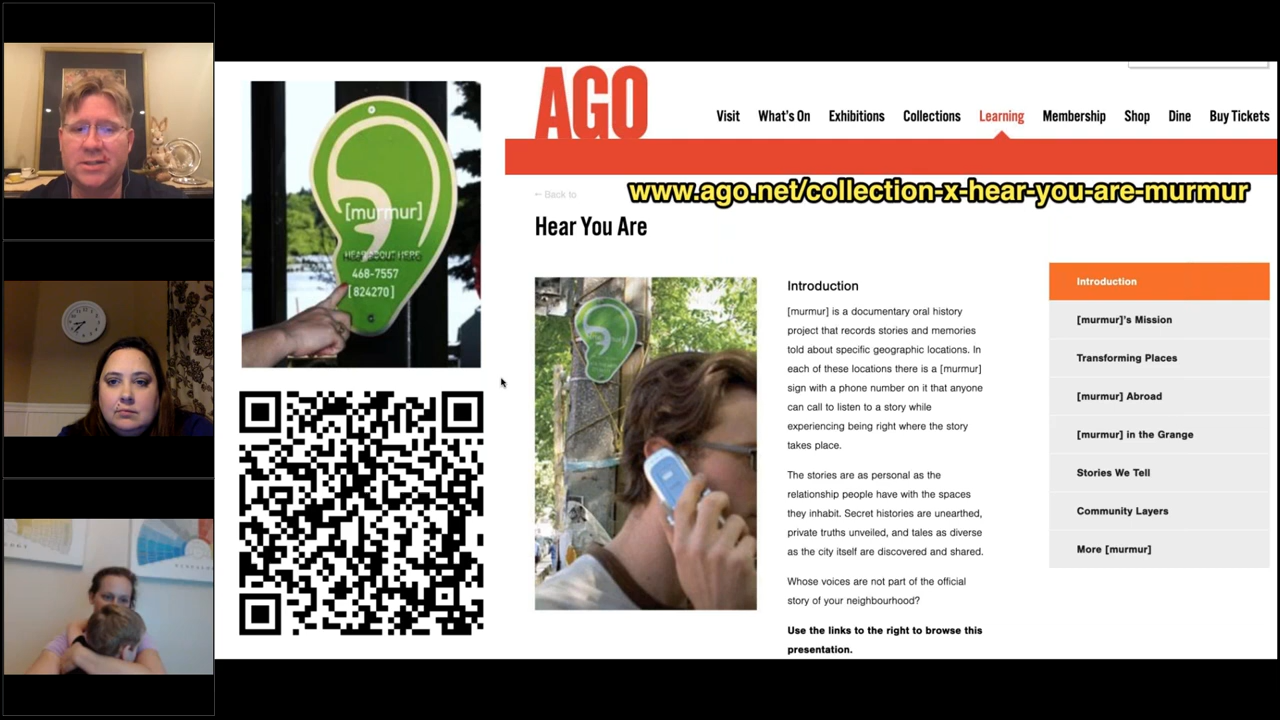 [murmur]
HEAR ABOUT HERE
468-7557
[824270]
AGO
Visit What's On Exhibitions Collections Learning Membership Shop Dine Buy Tickets
← Back to
www.ago.net/collection-x-hear-you-are-murmur
Hear You Are
Introduction
[murmur] is a documentary oral history
project that records stories and memories
told about specific geographic locations. In
each of these locations there is a [murmur]
sign with a phone number on it that anyone
can call to listen to a story while
experiencing being right where the story
takes place.
The stories are as personal as the
relationship people have with the spaces
they inhabit. Secret histories are unearthed,
private truths unveiled, and tales as diverse
as the city itself are discovered and shared.
Whose voices are not part of the official
story of your neighbourhood?
Use the links to the right to browse this
presentation.
Introduction
[murmur]'s Mission
Transforming Places
[murmur] Abroad
[murmur] in the Grange
Stories We Tell
Community Layers
More [murmur]